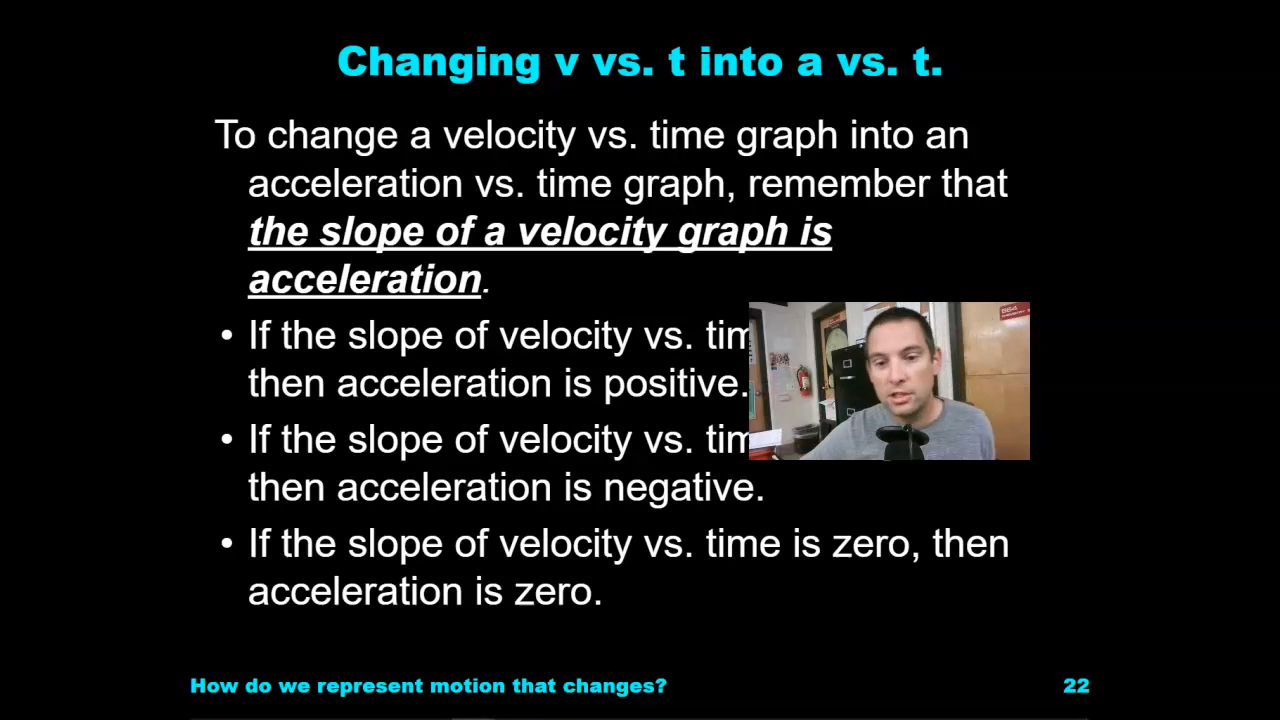 Changing v vs. t into a vs. t.
To change a velocity vs. time graph into an
acceleration vs. time graph, remember that
the slope of a velocity graph is
acceleration.
• If the slope of velocity vs.
then acceleration is positive.
• If the slope of velocity vs.
then acceleration is negative.
• If the slope of velocity vs. time is zero, then
acceleration is zero.
How do we represent motion that changes?
22